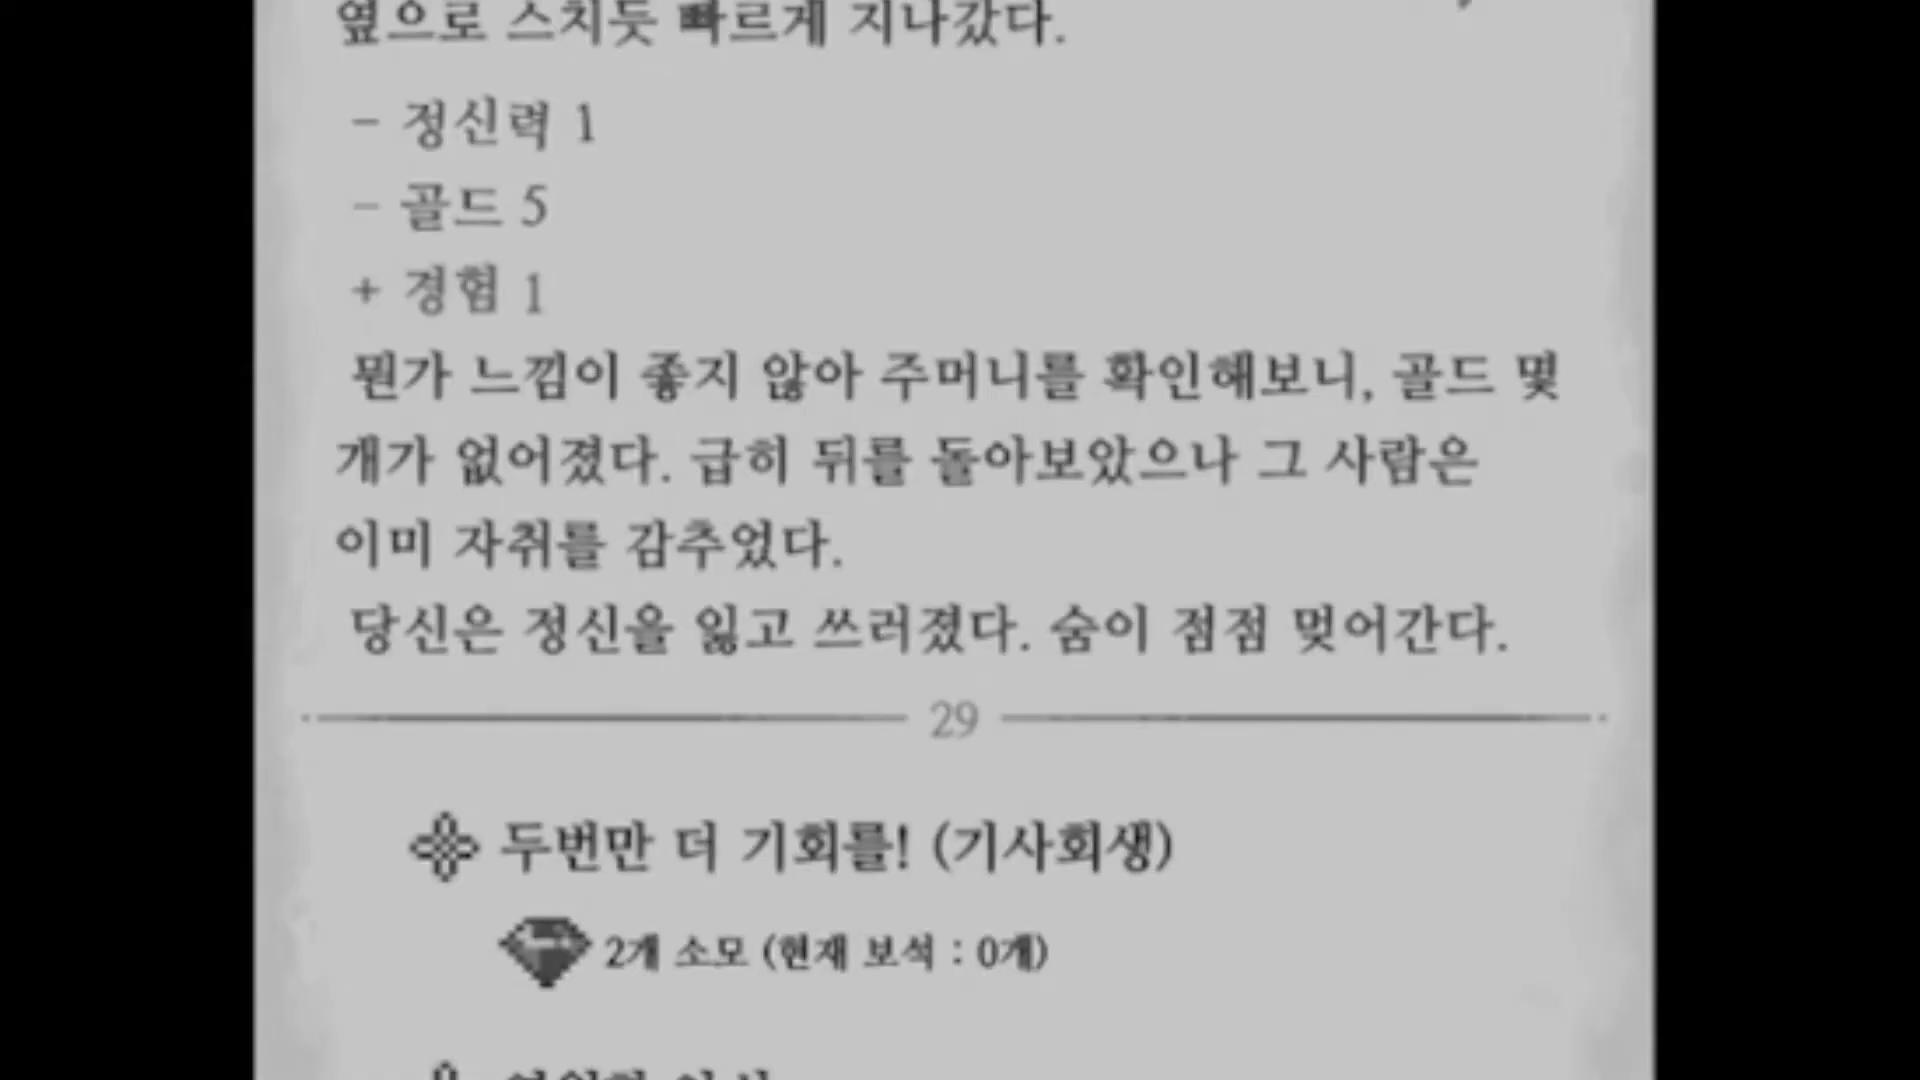 옆으로 스치듯 빠르게 지나갔다.
- 정신력 1
- 골드 5
+ 경험 1
뭔가 느낌이 좋지 않아 주머니를 확인해보니, 골드 몇
개가 없어졌다. 급히 뒤를 돌아보았으나 그 사람은
이미 자취를 감추었다.
당신은 정신을 잃고 쓰러졌다. 숨이 점점 멎어간다.
29
두번만 더 기회를! (기사회생)
2개 소모 (현재 보석 : 0개)